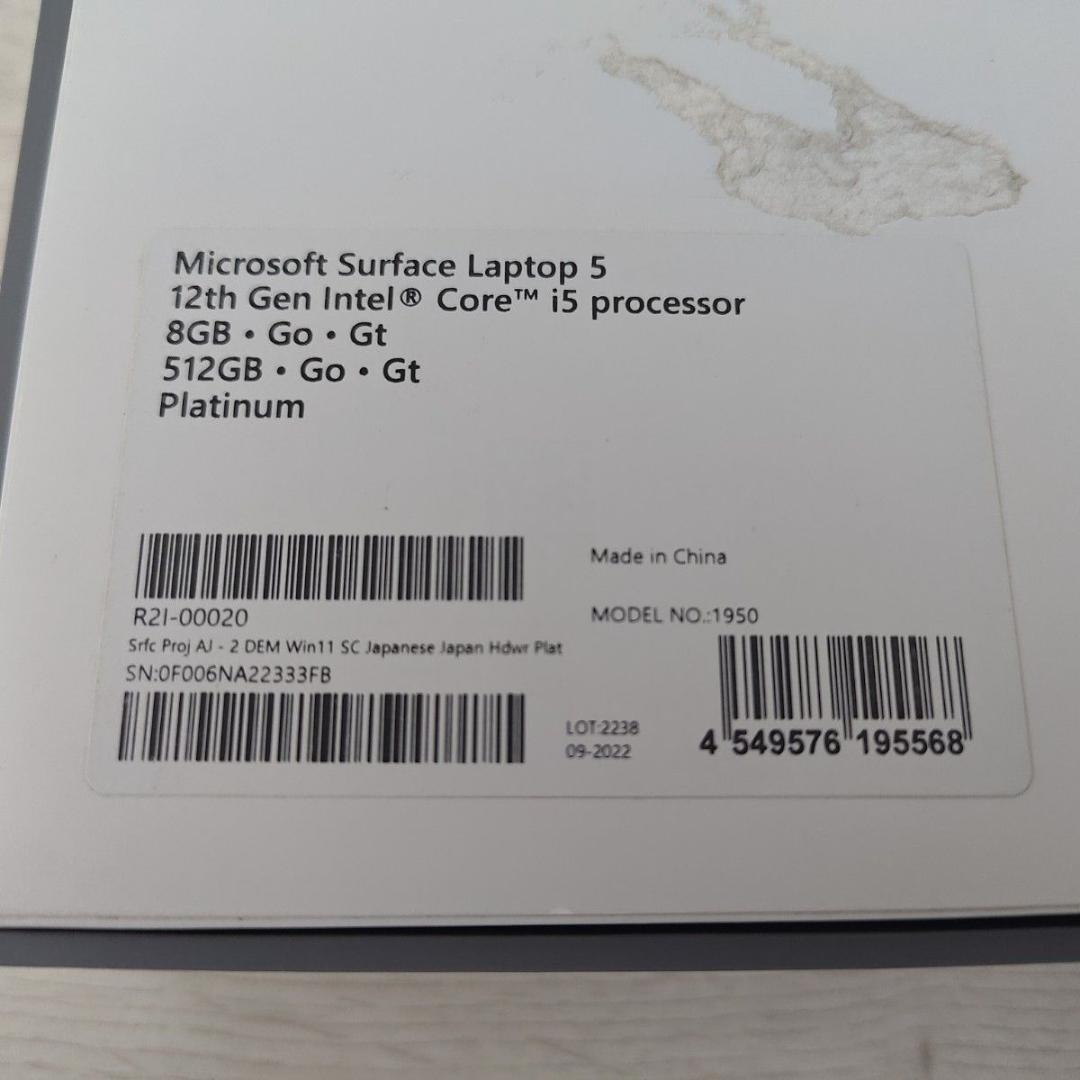 Microsoft Surface Laptop 5
12th Gen Intel® Core™ i5 processor
8GB • Go • Gt
512GB • Go • Gt
Platinum
R2I-00020
Srfc Proj AJ - 2 DEM Win11 SC Japanese Japan Hdwr Plat
SN:0F006NA22333FB
Made in China
MODEL NO.:1950
LOT:2238
09-2022
4 549576 195568